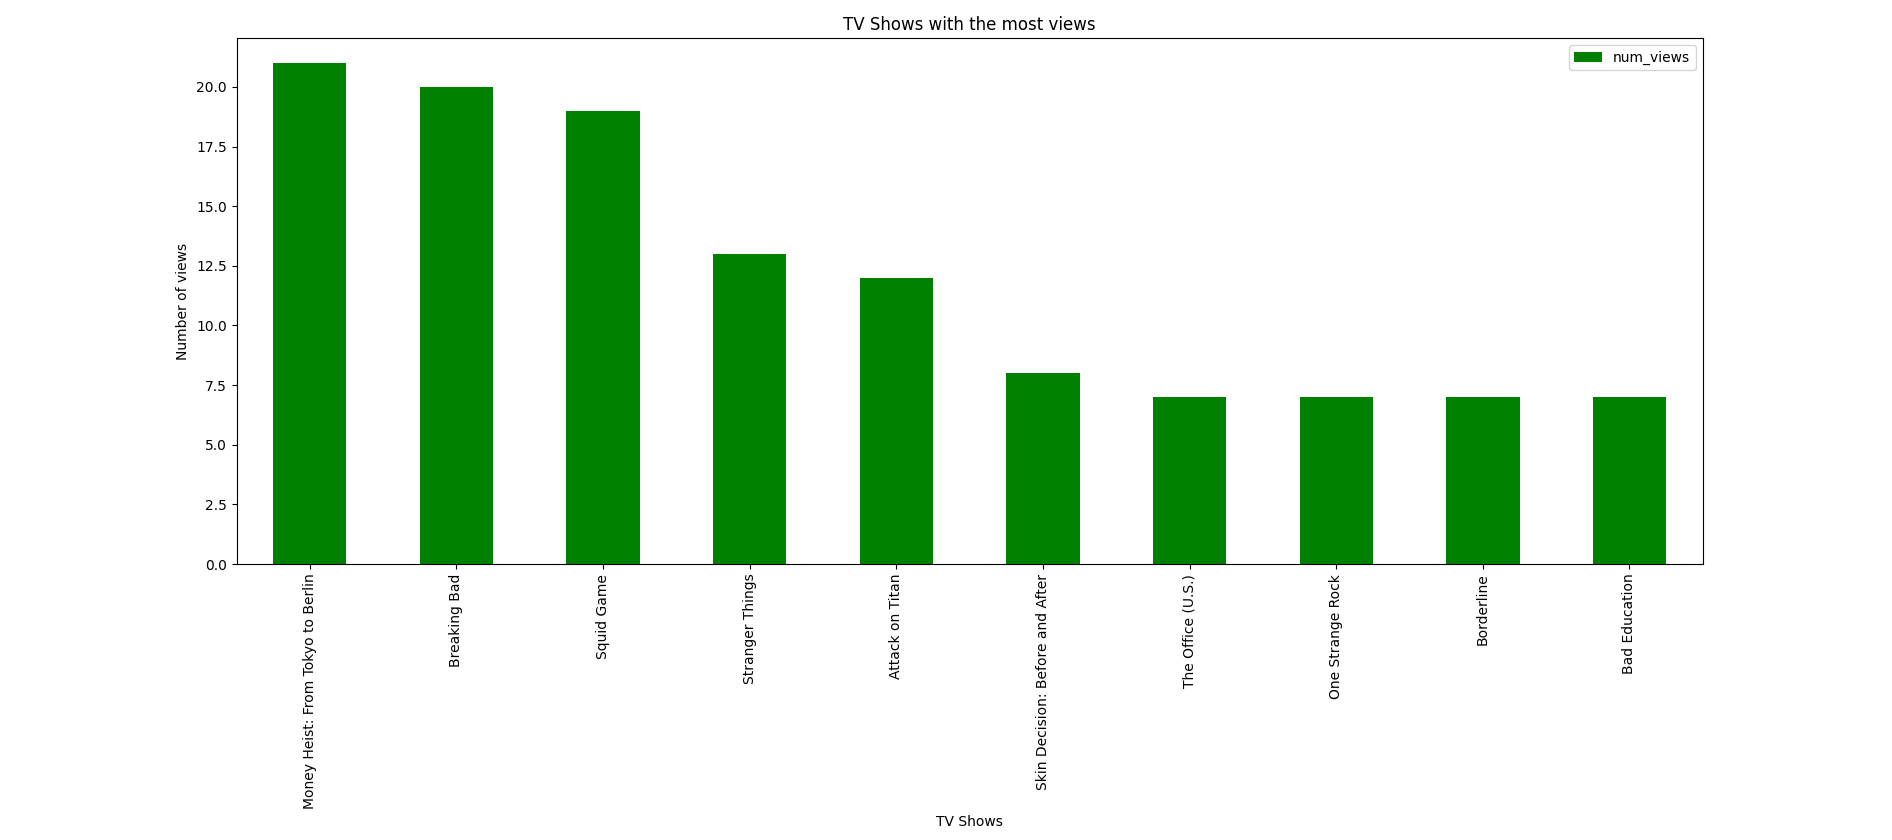 TV Shows with the most views
num_views
Number of views
20.0
17.5
15.0
12.5
10.0
7.5
5.0
2.5
0.0
Money Heist: From Tokyo to Berlin
Breaking Bad
Squid Game
Stranger Things
Attack on Titan
Skin Decision: Before and After
The Office (U.S.)
One Strange Rock
Borderline
Bad Education
TV Shows